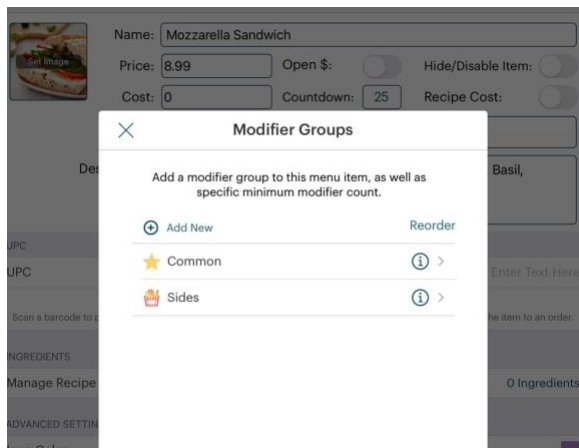 Name: Mozzarella Sandwich
Set Image
Price: 8.99 Open $: Hide/Disable Item:
Cost: 0 Countdown: 25 Recipe Cost:
Modifier Groups
Des
Basil,
Add a modifier group to this menu item, as well as
specific minimum modifier count.
Add New Reorder
Common
Sides
UPC
UPC Enter Text Here
Scan a barcode to p
he item to an order.
INGREDIENTS
Manage Recipe 0 Ingredients
ADVANCED SETTIN